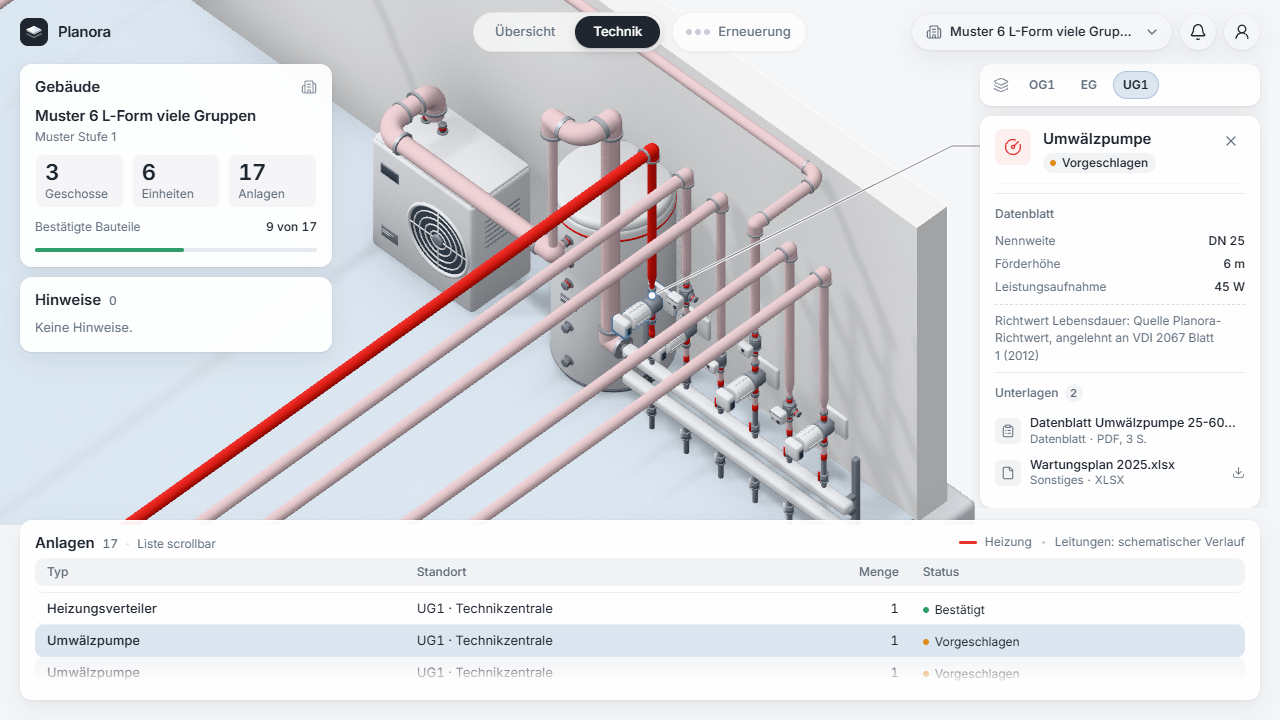 Planora
Übersicht
Technik
Erneuerung
Muster 6 L-Form viele Grup...
Gebäude
Muster 6 L-Form viele Gruppen
Muster Stufe 1
3
Geschosse
6
Einheiten
17
Anlagen
Bestätigte Bauteile
9 von 17
Hinweise 0
Keine Hinweise.
OG1
EG
UG1
Umwälzpumpe
Vorgeschlagen
Datenblatt
Nennweite
DN 25
Förderhöhe
6 m
Leistungsaufnahme
45 W
Richtwert Lebensdauer: Quelle Planora-
Richtwert, angelehnt an VDI 2067 Blatt
1 (2012)
Unterlagen 2
Datenblatt Umwälzpumpe 25-60...
Datenblatt · PDF, 3 S.
Wartungsplan 2025.xlsx
Sonstiges · XLSX
Anlagen 17 · Liste scrollbar
Heizung · Leitungen: schematischer Verlauf
Typ Standort Menge Status
Heizungsverteiler UG1 · Technikzentrale 1 Bestätigt
Umwälzpumpe UG1 · Technikzentrale 1 Vorgeschlagen
Umwälzpumpe UG1 · Technikzentrale 1 Vorgeschlagen